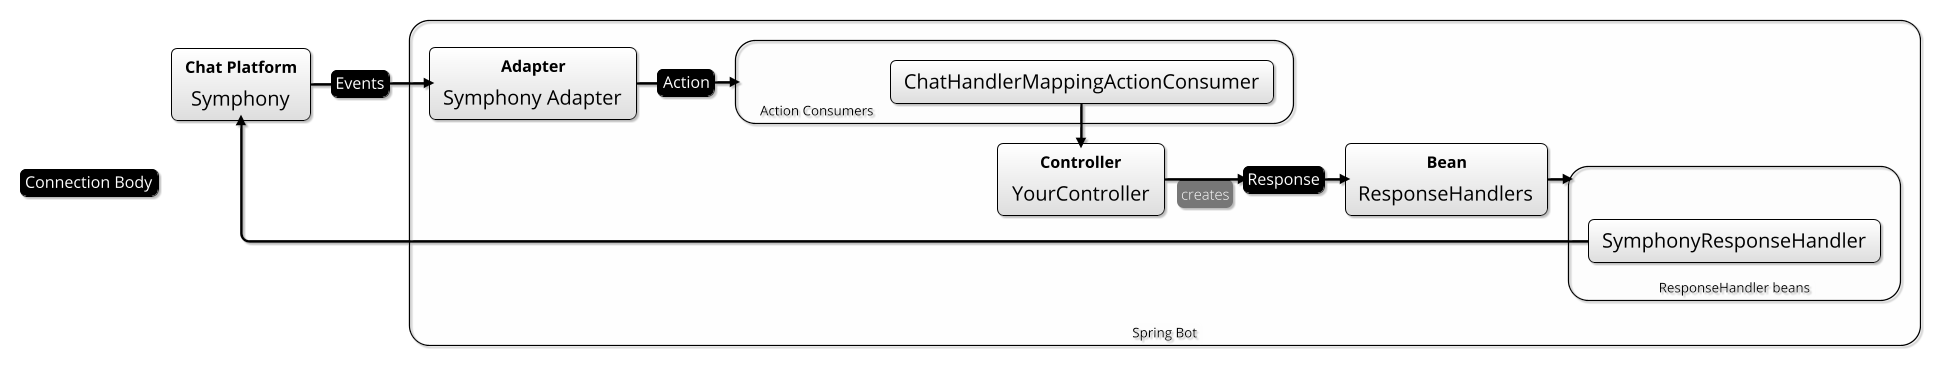 Chat Platform
Symphony
Events
Adapter
Symphony Adapter
Action
ChatHandlerMappingActionConsumer
Action Consumers
Connection Body
Controller
YourController
creates
Response
Bean
ResponseHandlers
SymphonyResponseHandler
ResponseHandler beans
Spring Bot